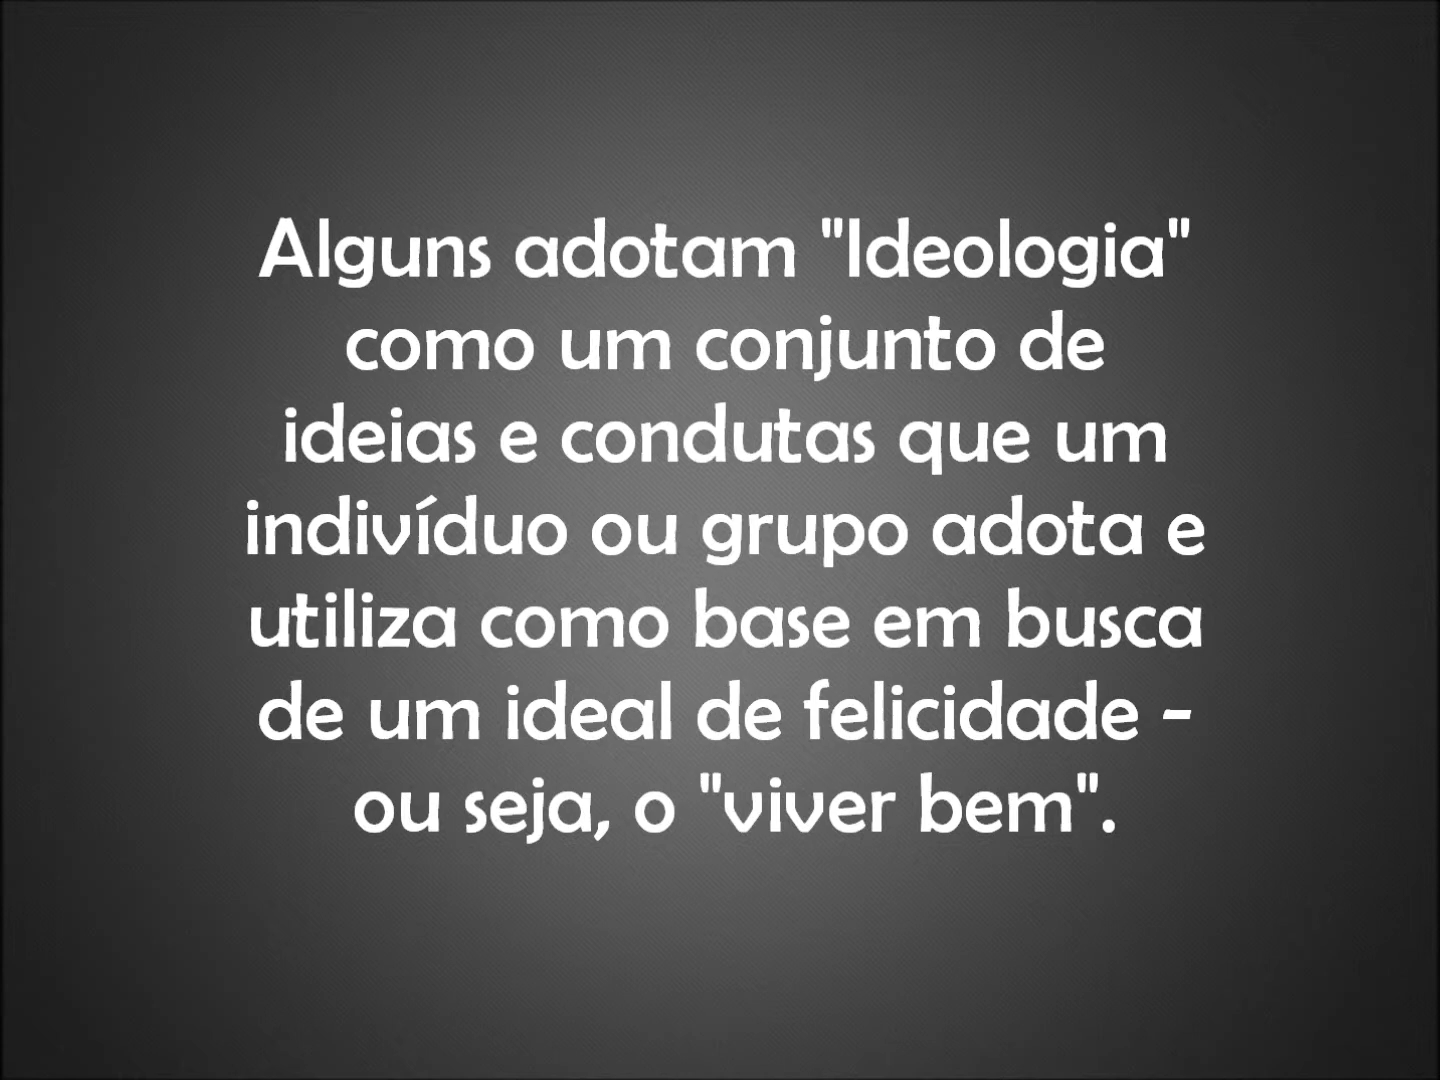 Alguns adotam "Ideologia"
como um conjunto de
ideias e condutas que um
indivíduo ou grupo adota e
utiliza como base em busca
de um ideal de felicidade -
ou seja, o "viver bem".